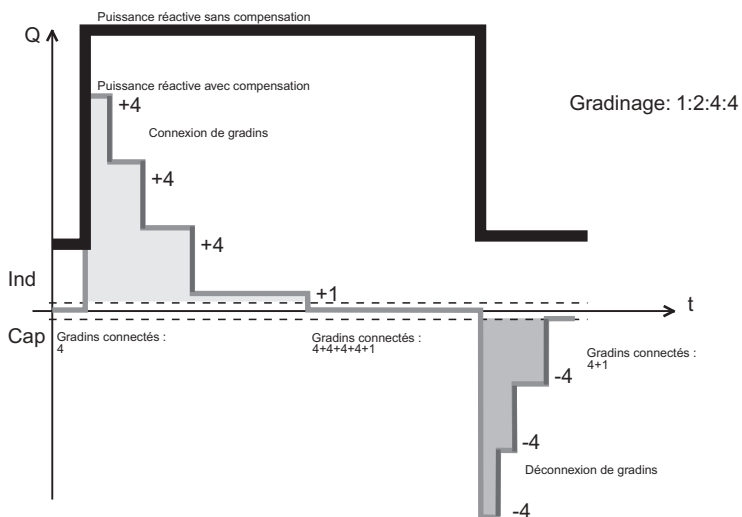 Puissance réactive sans compensation
Q
Puissance réactive avec compensation
+4
Gradinage: 1:2:4:4
Connexion de gradins
+4
+4
Ind
+1
t
Cap
Gradins connectés :
4
Gradins connectés :
4+4+4+4+1
Gradins connectés :
4+1
-4
-4
Déconnexion de gradins
-4